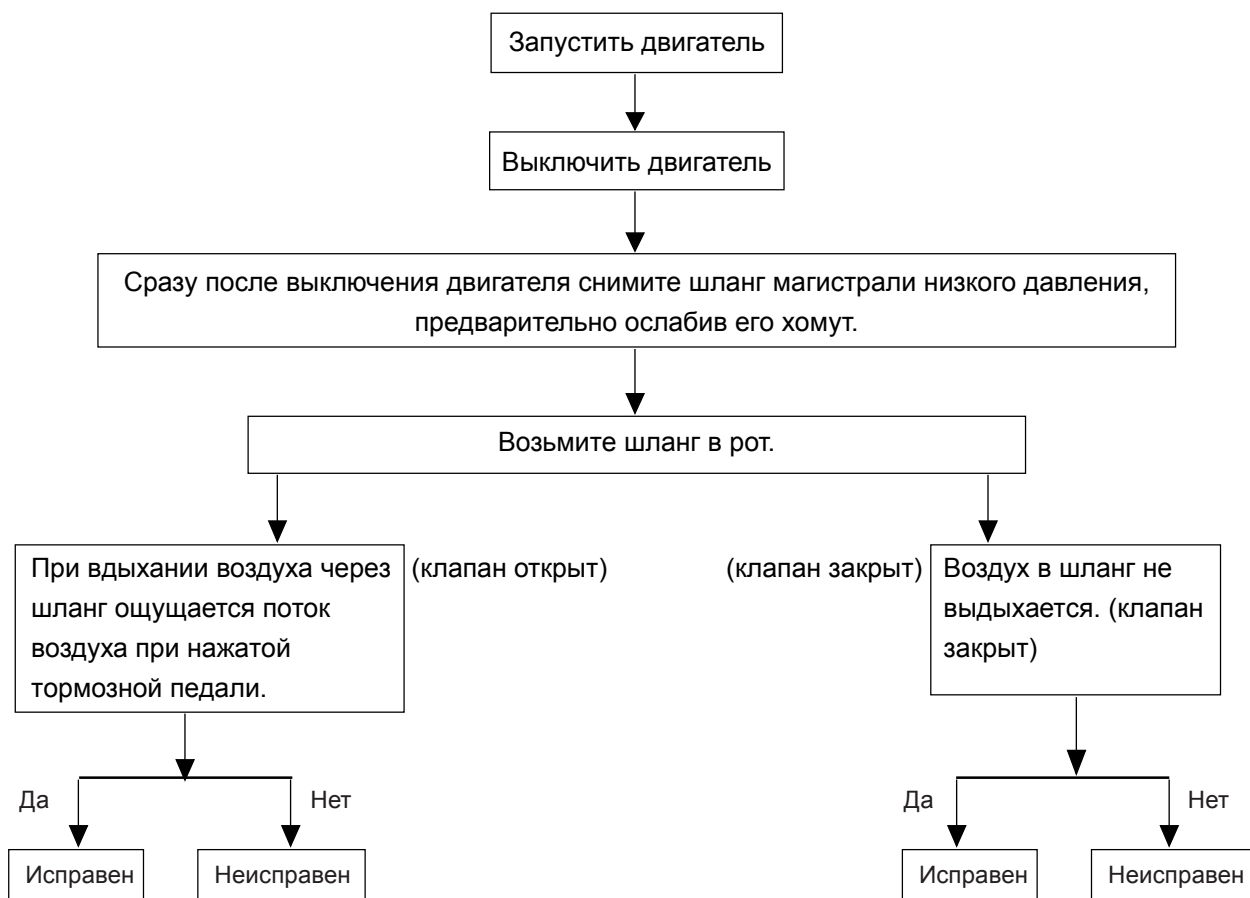 Запустить двигатель
Выключить двигатель
Сразу после выключения двигателя снимите шланг магистрали низкого давления,
предварительно ослабив его хомут.
Возьмите шланг в рот.
При вдыхании воздуха через
шланг ощущается поток
воздуха при нажатой
тормозной педали.
(клапан открыт)
(клапан закрыт)
Воздух в шланг не
выдыхается. (клапан
закрыт)
Да
Нет
Да
Нет
Исправен
Неисправен
Исправен
Неисправен